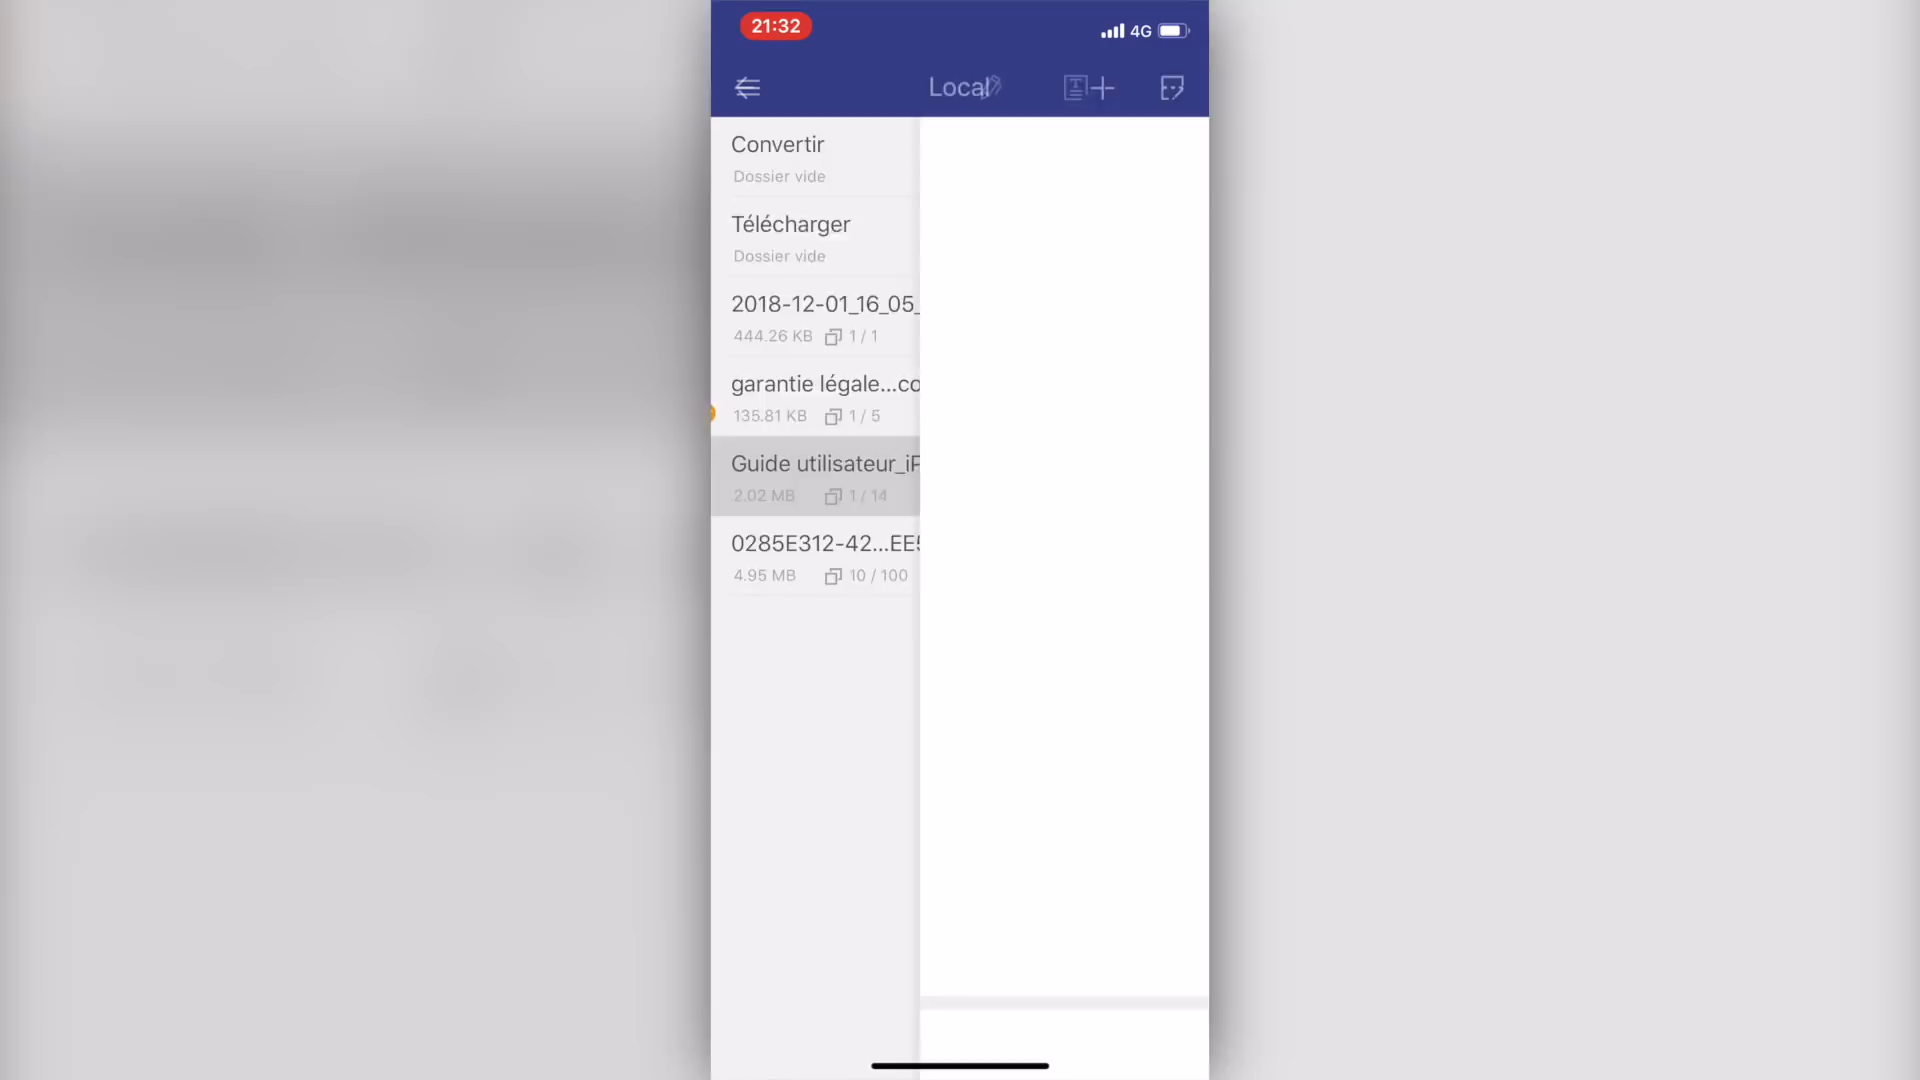 21:32
4G
Local
Convertir
Dossier vide
Télécharger
Dossier vide
2018-12-01_16_05_
444.26 KB 1 / 1
garantie légale...co
135.81 KB 1 / 5
Guide utilisateur_iP
2.02 MB 1 / 14
0285E312-42...EE5
4.95 MB 10 / 100